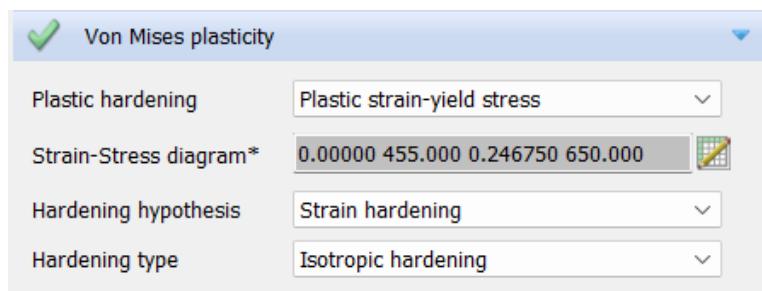 Von Mises plasticity
Plastic hardening Plastic strain-yield stress
Strain-Stress diagram* 0.00000 455.000 0.246750 650.000
Hardening hypothesis Strain hardening
Hardening type Isotropic hardening